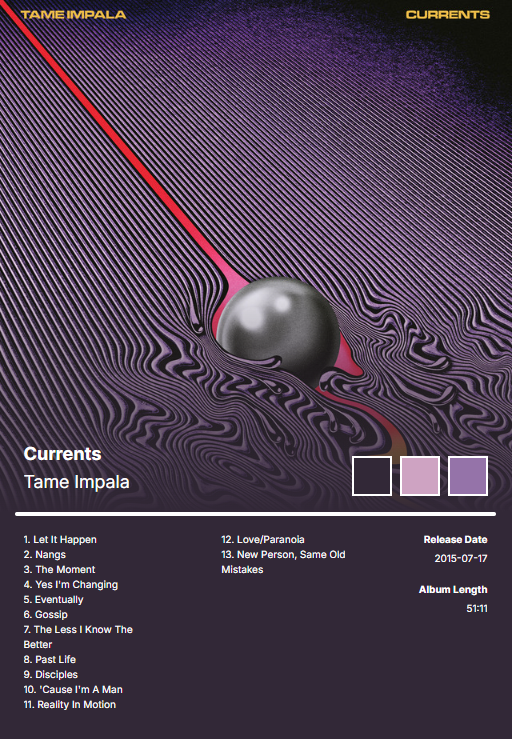 TAME IMPALA
CURRENTS
Currents
Tame Impala
1. Let It Happen
2. Nangs
3. The Moment
4. Yes I'm Changing
5. Eventually
6. Gossip
7. The Less I Know The
Better
8. Past Life
9. Disciples
10. 'Cause I'm A Man
11. Reality In Motion
12. Love/Paranoia
13. New Person, Same Old
Mistakes
Release Date
2015-07-17
Album Length
51:11